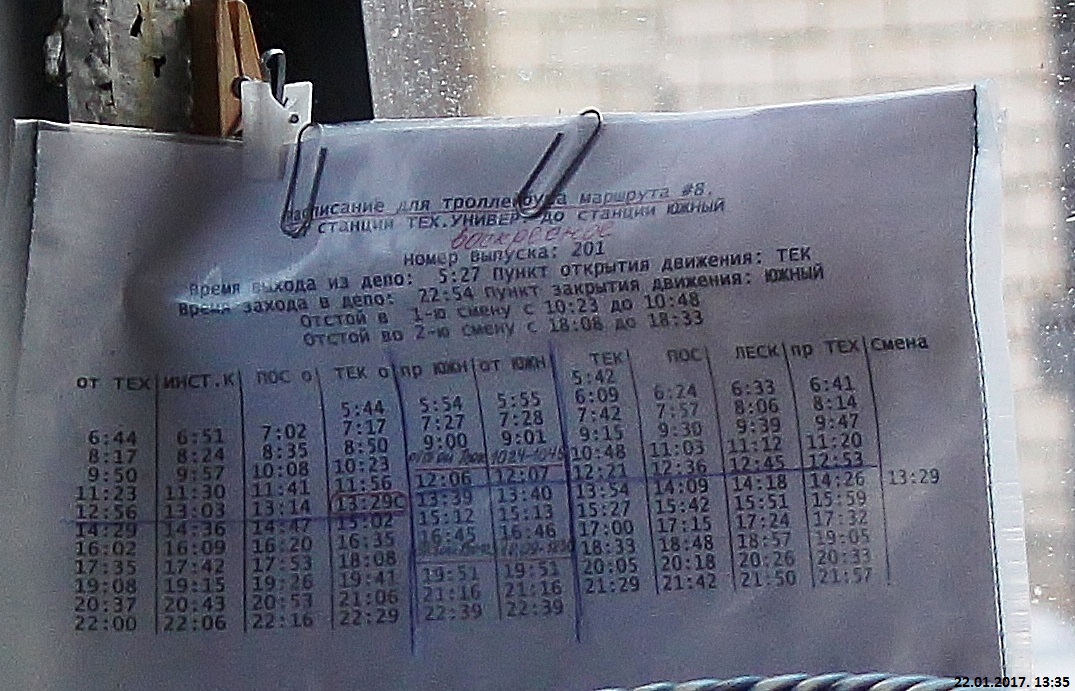 Расписание для троллейбуса маршрута #8.
станции ТЕХ.УНИВЕР. до станции ЮЖНЫЙ
воскресное
Номер выпуска: 201
Время выхода из депо: 5:27 Пункт открытия движения: ТЕК
Время захода в депо: 22:54 Пункт закрытия движения: ЮЖНЫЙ
Отстой в 1-ю смену с 10:23 до 10:48
Отстой во 2-ю смену с 18:08 до 18:33
от ТЕХ|ИНСТ.К|ПОС о|ТЕК о|пр ЮЖН|от ЮЖН|ТЕК|ПОС|ЛЕСК|пр ТЕХ|Смена
5:42
5:44 5:54 5:55 6:09 6:24 6:33 6:41
6:44 6:51 7:02 7:17 7:27 7:28 7:42 7:57 8:06 8:14
8:17 8:24 8:35 8:50 9:00 9:01 9:15 9:30 9:39 9:47
9:50 9:57 10:08 10:23 1024-1045 10:48 11:03 11:12 11:20
11:23 11:30 11:41 11:56 12:06 12:07 12:21 12:36 12:45 12:53
12:56 13:03 13:14 13:29С 13:39 13:40 13:54 14:09 14:18 14:26 13:29
14:29 14:36 14:47 15:02 15:12 15:13 15:27 15:42 15:51 15:59
16:02 16:09 16:20 16:35 16:45 16:46 17:00 17:15 17:24 17:32
17:35 17:42 17:53 18:08 18:33 18:48 18:57 19:05
19:08 19:15 19:26 19:41 19:51 19:51 20:05 20:18 20:26 20:33
20:37 20:43 20:53 21:06 21:16 21:16 21:29 21:42 21:50 21:57
22:00 22:06 22:16 22:29 22:39 22:39
22.01.2017. 13:35